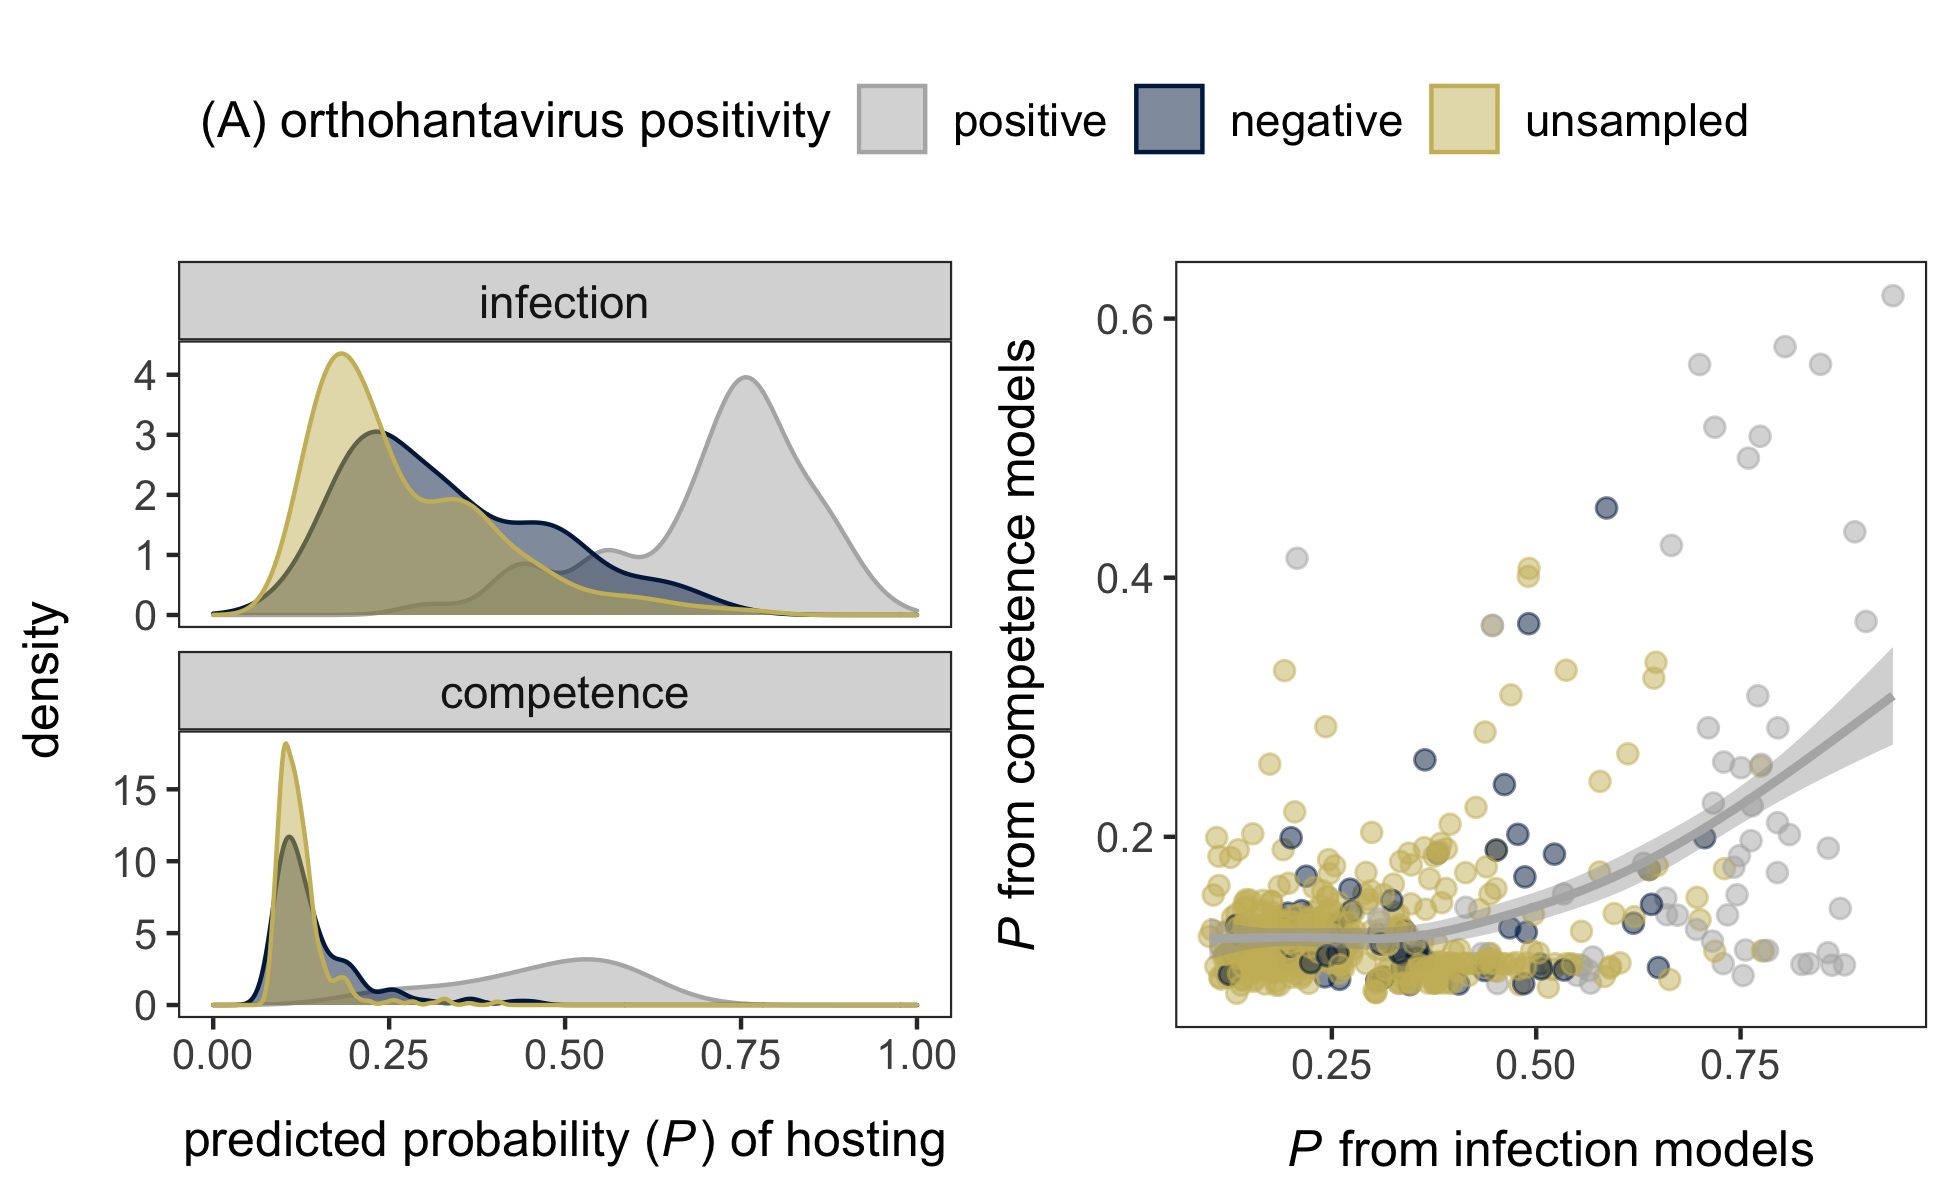 (A) orthohantavirus positivity positive negative unsampled
infection
4
3
2
1
0
competence
15
10
5
0
density
0.00 0.25 0.50 0.75 1.00
predicted probability (P) of hosting
P from competence models
0.6
0.4
0.2
0.25 0.50 0.75
P from infection models